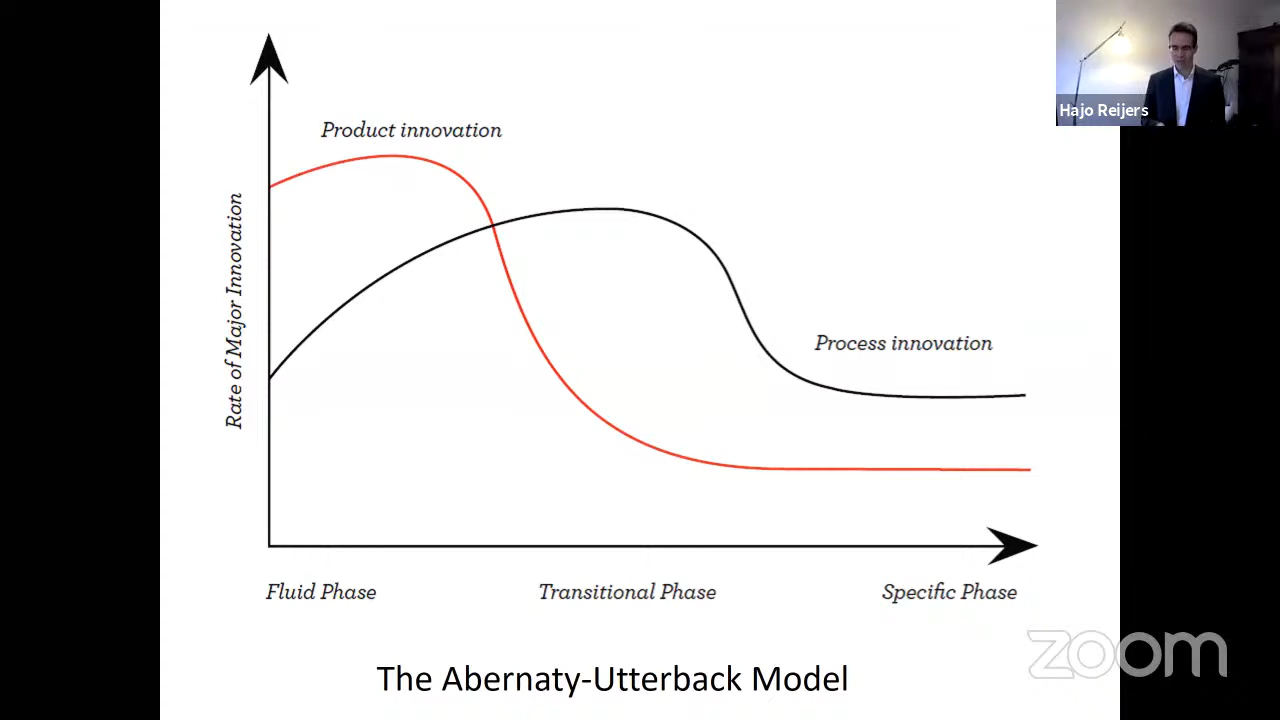 Product innovation
Hajo Reijers
Rate of Major Innovation
Process innovation
Fluid Phase
Transitional Phase
Specific Phase
zoom
The Abernaty-Utterback Model